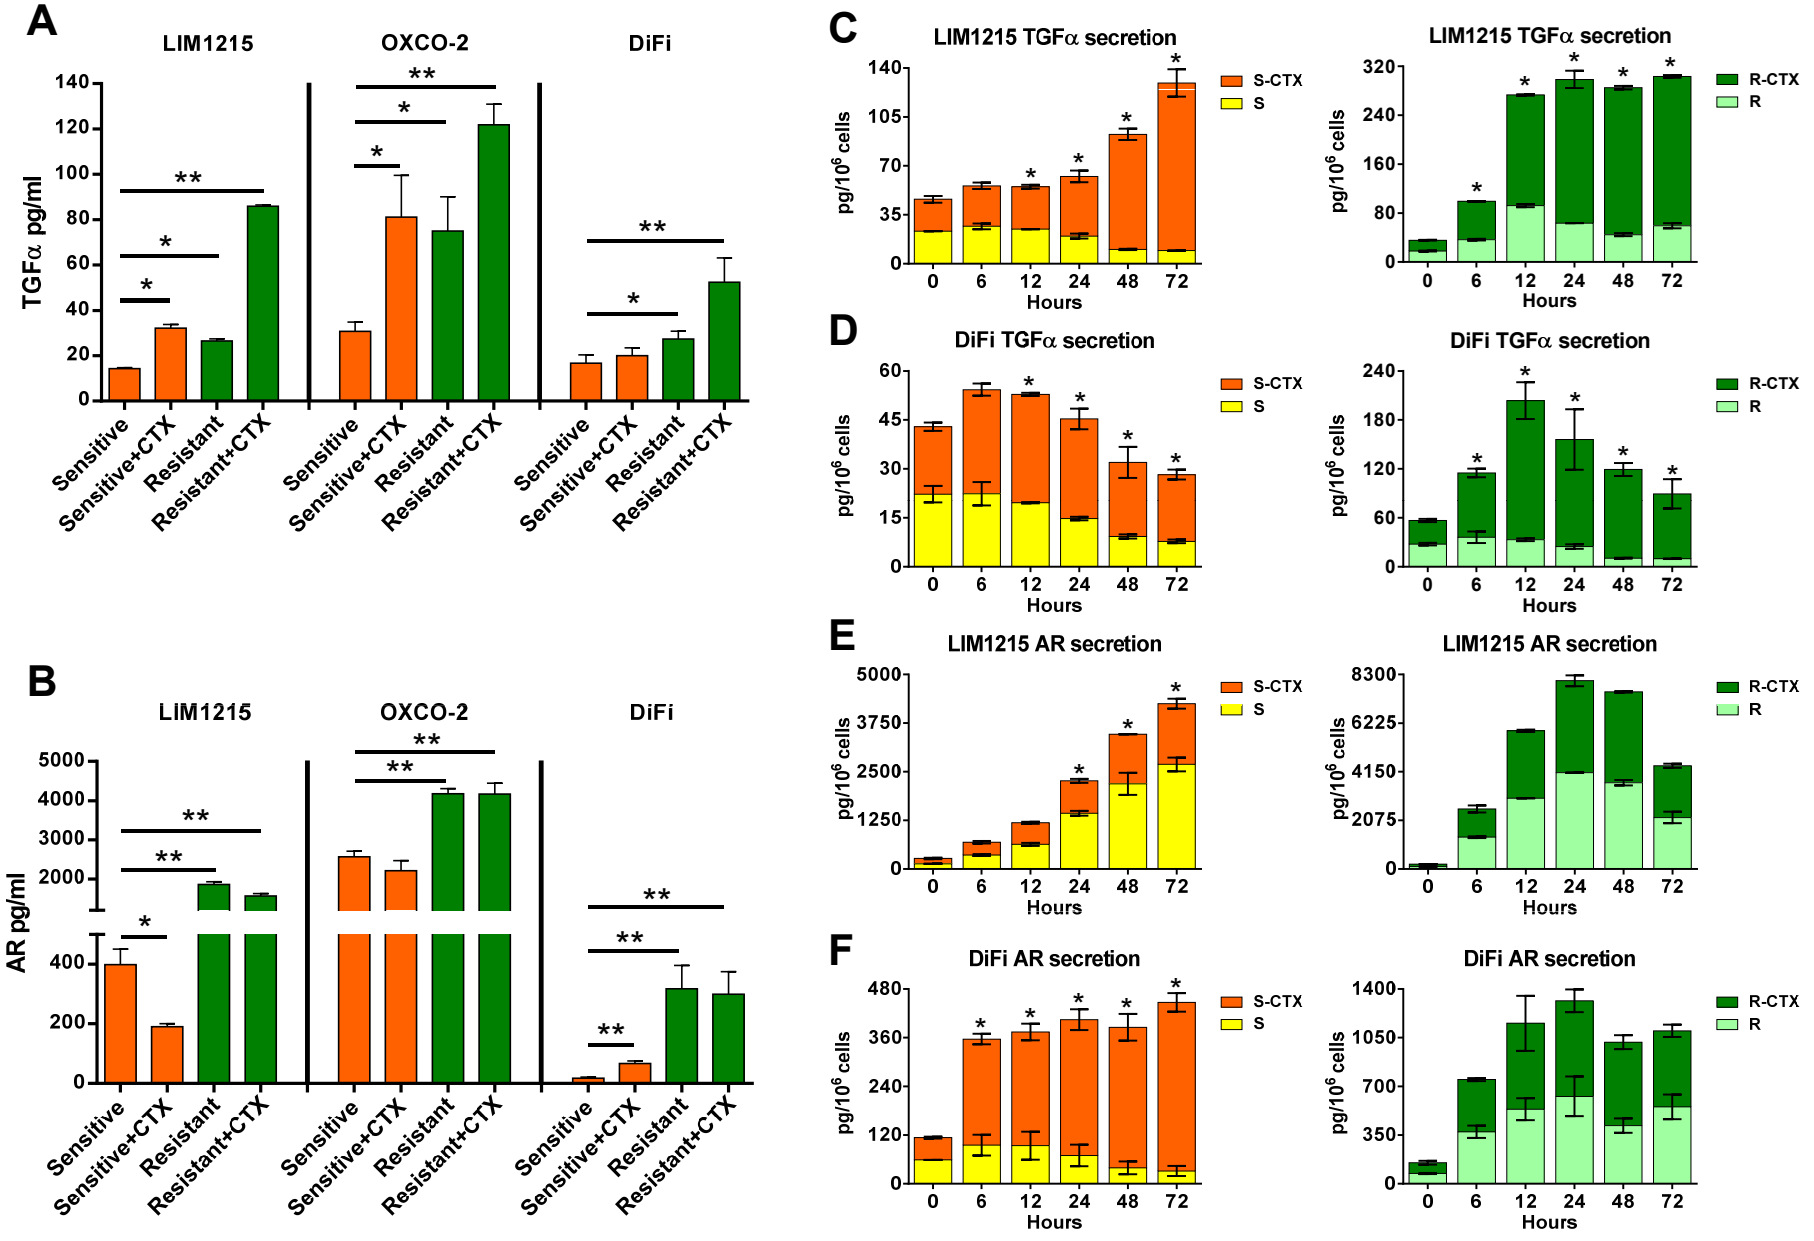 A
LIM1215
OXCO-2
DiFi
TGFα pg/ml
140
120
100
80
60
40
20
0
**
*
*
**
*
*
**
*
Sensitive
Sensitive+CTX
Resistant
Resistant+CTX
Sensitive
Sensitive+CTX
Resistant
Resistant+CTX
Sensitive
Sensitive+CTX
Resistant
Resistant+CTX
B
LIM1215
OXCO-2
DiFi
AR pg/ml
5000
4000
3000
2000
400
200
0
**
**
*
**
**
**
**
**
Sensitive
Sensitive+CTX
Resistant
Resistant+CTX
Sensitive
Sensitive+CTX
Resistant
Resistant+CTX
Sensitive
Sensitive+CTX
Resistant
Resistant+CTX
C
LIM1215 TGFα secretion
pg/10⁶ cells
140
105
70
35
0
* * * *
0 6 12 24 48 72
Hours
S-CTX
S
LIM1215 TGFα secretion
pg/10⁶ cells
320
240
160
80
0
* * * * *
0 6 12 24 48 72
Hours
R-CTX
R
D
DiFi TGFα secretion
pg/10⁶ cells
60
45
30
15
0
* * * * *
0 6 12 24 48 72
Hours
S-CTX
S
DiFi TGFα secretion
pg/10⁶ cells
240
180
120
60
0
* * * * *
0 6 12 24 48 72
Hours
R-CTX
R
E
LIM1215 AR secretion
pg/10⁶ cells
5000
3750
2500
1250
0
* * *
0 6 12 24 48 72
Hours
S-CTX
S
LIM1215 AR secretion
pg/10⁶ cells
8300
6225
4150
2075
0
0 6 12 24 48 72
Hours
R-CTX
R
F
DiFi AR secretion
pg/10⁶ cells
480
360
240
120
0
* * * * *
0 6 12 24 48 72
Hours
S-CTX
S
DiFi AR secretion
pg/10⁶ cells
1400
1050
700
350
0
0 6 12 24 48 72
Hours
R-CTX
R